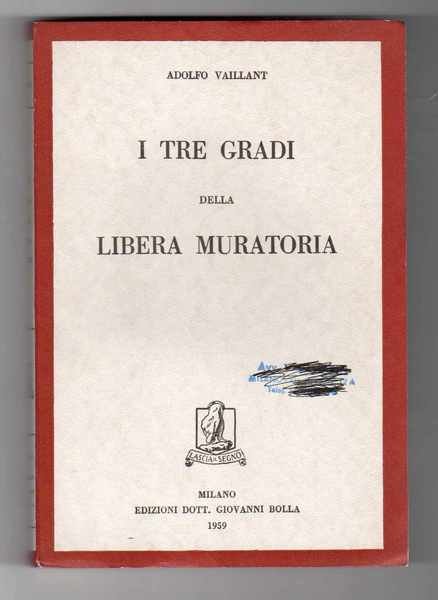 ADOLFO VAILLANT
I TRE GRADI
DELLA
LIBERA MURATORIA
LASCIA IL SEGNO
MILANO
EDIZIONI DOTT. GIOVANNI BOLLA
1959